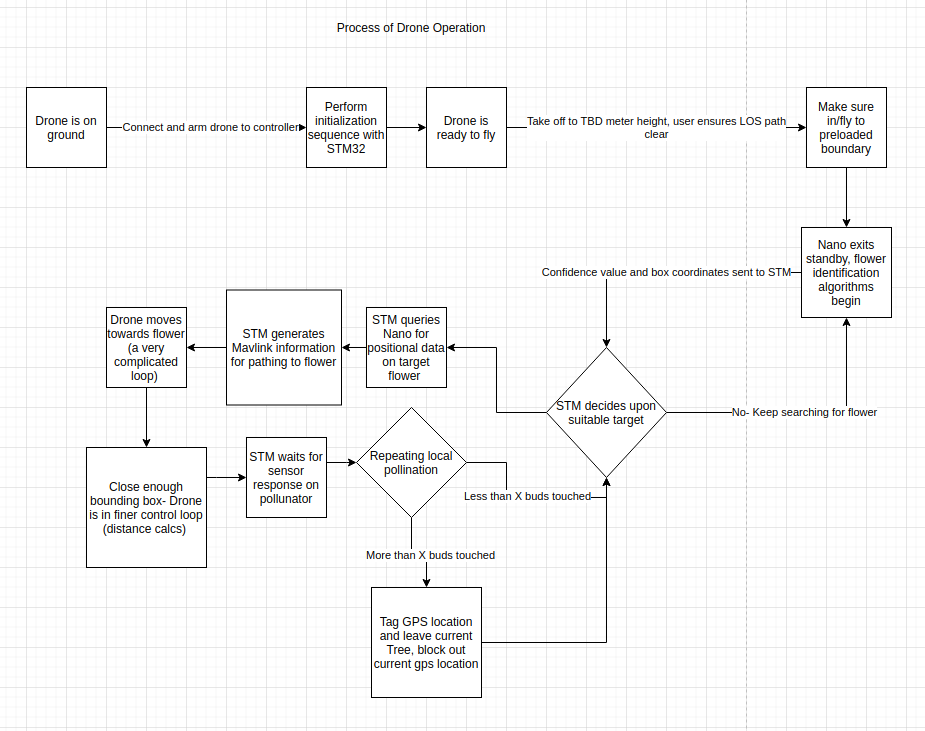 Process of Drone Operation
Drone is on
ground
Connect and arm drone to controller
Perform
initialization
sequence with
STM32
Drone is
ready to fly
Take off to TBD meter height, user ensures LOS path
clear
Make sure
in/fly to
preloaded
boundary
Nano exits
standby, flower
identification
algorithms
begin
Confidence value and box coordinates sent to STM
STM decides upon
suitable target
No- Keep searching for flower
STM queries
Nano for
positional data
on target
flower
STM generates
Mavlink information
for pathing to flower
Drone moves
towards flower
(a very
complicated
loop)
Close enough
bounding box- Drone
is in finer control loop
(distance calcs)
STM waits for
sensor
response on
pollunator
Repeating local
pollination
Less than X buds touched
More than X buds touched
Tag GPS location
and leave current
Tree, block out
current gps location